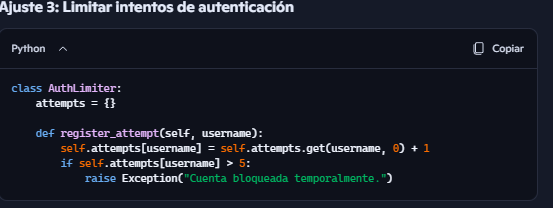 Ajuste 3: Limitar intentos de autenticación
Python
Copiar
class AuthLimiter:
    attempts = {}

    def register_attempt(self, username):
        self.attempts[username] = self.attempts.get(username, 0) + 1
        if self.attempts[username] > 5:
            raise Exception("Cuenta bloqueada temporalmente.")